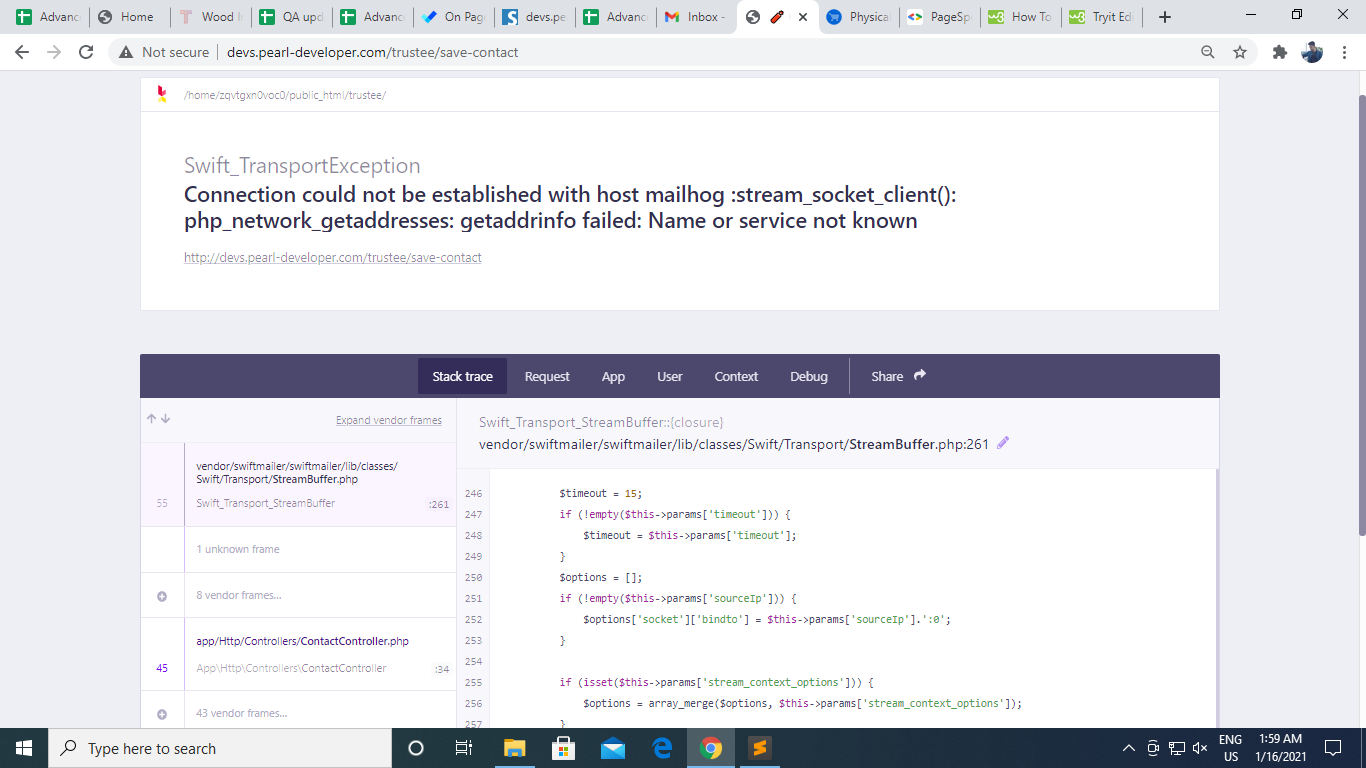 Advanc
Home
Wood In
QA upd
Advanc
On Page
devs.pe
Advanc
Inbox -
Physical
PageSp
How To
Tryit Ed
Not secure
devs.pearl-developer.com/trustee/save-contact
/home/zqvtgxn0voc0/public_html/trustee/
Swift_TransportException
Connection could not be established with host mailhog :stream_socket_client():
php_network_getaddresses: getaddrinfo failed: Name or service not known
http://devs.pearl-developer.com/trustee/save-contact
Stack trace Request App User Context Debug Share
Expand vendor frames
Swift_Transport_StreamBuffer::{closure}
vendor/swiftmailer/swiftmailer/lib/classes/Swift/Transport/StreamBuffer.php:261
vendor/swiftmailer/swiftmailer/lib/classes/
Swift/Transport/StreamBuffer.php
55 Swift_Transport_StreamBuffer :261
1 unknown frame
8 vendor frames...
app/Http/Controllers/ContactController.php
45 App\Http\Controllers\ContactController :34
43 vendor frames...
246 $timeout = 15;
247 if (!empty($this->params['timeout'])) {
248 $timeout = $this->params['timeout'];
249 }
250 $options = [];
251 if (!empty($this->params['sourceIp'])) {
252 $options['socket']['bindto'] = $this->params['sourceIp'].':0';
253 }
254
255 if (isset($this->params['stream_context_options'])) {
256 $options = array_merge($options, $this->params['stream_context_options']);
257 }
Type here to search
ENG
US
1:59 AM
1/16/2021